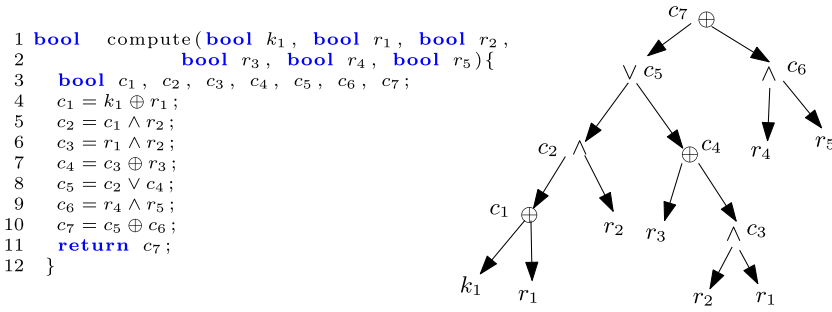 1 bool compute(bool k₁, bool r₁, bool r₂,
2 bool r₃, bool r₄, bool r₅){
3 bool c₁, c₂, c₃, c₄, c₅, c₆, c₇;
4 c₁ = k₁ ⊕ r₁;
5 c₂ = c₁ ∧ r₂;
6 c₃ = r₁ ∧ r₂;
7 c₄ = c₃ ⊕ r₃;
8 c₅ = c₂ ∨ c₄;
9 c₆ = r₄ ∧ r₅;
10 c₇ = c₅ ⊕ c₆;
11 return c₇;
12 }
c₇ ⊕
∨ c₅ ∧ c₆
c₂ ∧ ⊕ c₄ r₄ r₅
c₁ ⊕ r₂ r₃ ∧ c₃
k₁ r₁ r₂ r₁